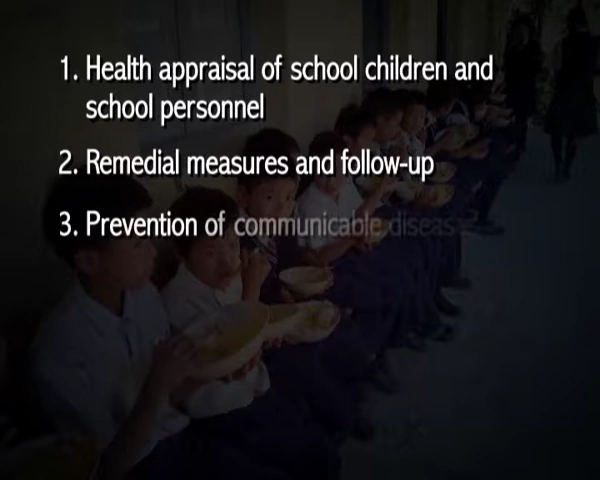 1. Health appraisal of school children and
school personnel
2. Remedial measures and follow-up
3. Prevention of communicable diseas